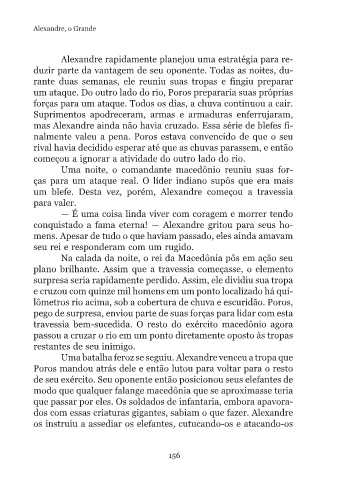 Alexandre, o Grande
Alexandre rapidamente planejou uma estratégia para re-
duzir parte da vantagem de seu oponente. Todas as noites, du-
rante duas semanas, ele reuniu suas tropas e fingiu preparar
um ataque. Do outro lado do rio, Poros prepararia suas próprias
forças para um ataque. Todos os dias, a chuva continuou a cair.
Suprimentos apodreceram, armas e armaduras enferrujaram,
mas Alexandre ainda não havia cruzado. Essa série de blefes fi-
nalmente valeu a pena. Poros estava convencido de que o seu
rival havia decidido esperar até que as chuvas parassem, e então
começou a ignorar a atividade do outro lado do rio.
Uma noite, o comandante macedônio reuniu suas for-
ças para um ataque real. O líder indiano supôs que era mais
um blefe. Desta vez, porém, Alexandre começou a travessia
para valer.
— É uma coisa linda viver com coragem e morrer tendo
conquistado a fama eterna! — Alexandre gritou para seus ho-
mens. Apesar de tudo o que haviam passado, eles ainda amavam
seu rei e responderam com um rugido.
Na calada da noite, o rei da Macedônia pôs em ação seu
plano brilhante. Assim que a travessia começasse, o elemento
surpresa seria rapidamente perdido. Assim, ele dividiu sua tropa
e cruzou com quinze mil homens em um ponto localizado há qui-
lômetros rio acima, sob a cobertura de chuva e escuridão. Poros,
pego de surpresa, enviou parte de suas forças para lidar com esta
travessia bem-sucedida. O resto do exército macedônio agora
passou a cruzar o rio em um ponto diretamente oposto às tropas
restantes de seu inimigo.
Uma batalha feroz se seguiu. Alexandre venceu a tropa que
Poros mandou atrás dele e então lutou para voltar para o resto
de seu exército. Seu oponente então posicionou seus elefantes de
modo que qualquer falange macedônia que se aproximasse teria
que passar por eles. Os soldados de infantaria, embora apavora-
dos com essas criaturas gigantes, sabiam o que fazer. Alexandre
os instruiu a assediar os elefantes, cutucando-os e atacando-os
156